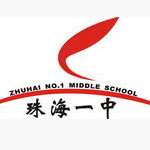 ZHUHAI NO.1 MIDDLE SCHOOL
珠海一中